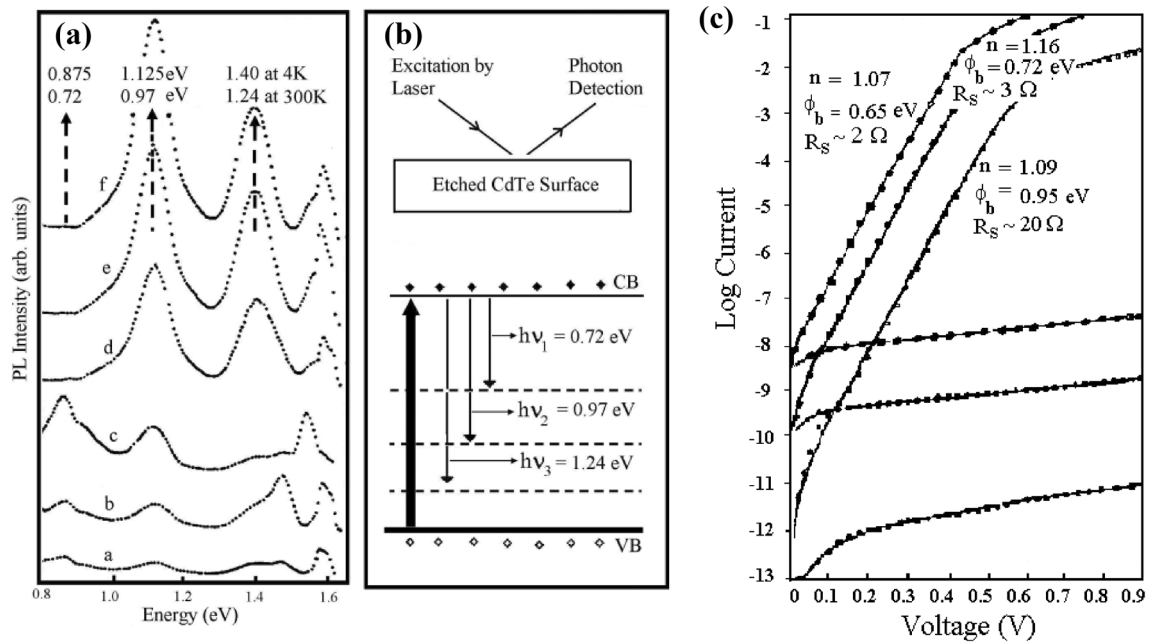 (a)
0.875 1.125 eV 1.40 at 4K
0.72 0.97 eV 1.24 at 300K
f
e
d
c
b
a
PL Intensity (arb. units)
0.8 1.0 1.2 1.4 1.6
Energy (eV)
(b)
Excitation by Laser
Photon Detection
Etched CdTe Surface
CB
hν1 = 0.72 eV
hν2 = 0.97 eV
hν3 = 1.24 eV
VB
(c)
-1
-2
-3
-4
-5
-6
-7
-8
-9
-10
-11
-12
-13
Log Current
n = 1.07
ϕb = 0.65 eV
RS ~ 2 Ω
n = 1.16
ϕb = 0.72 eV
RS ~ 3 Ω
n = 1.09
ϕb = 0.95 eV
RS ~ 20 Ω
0 0.1 0.2 0.3 0.4 0.5 0.6 0.7 0.8 0.9
Voltage (V)